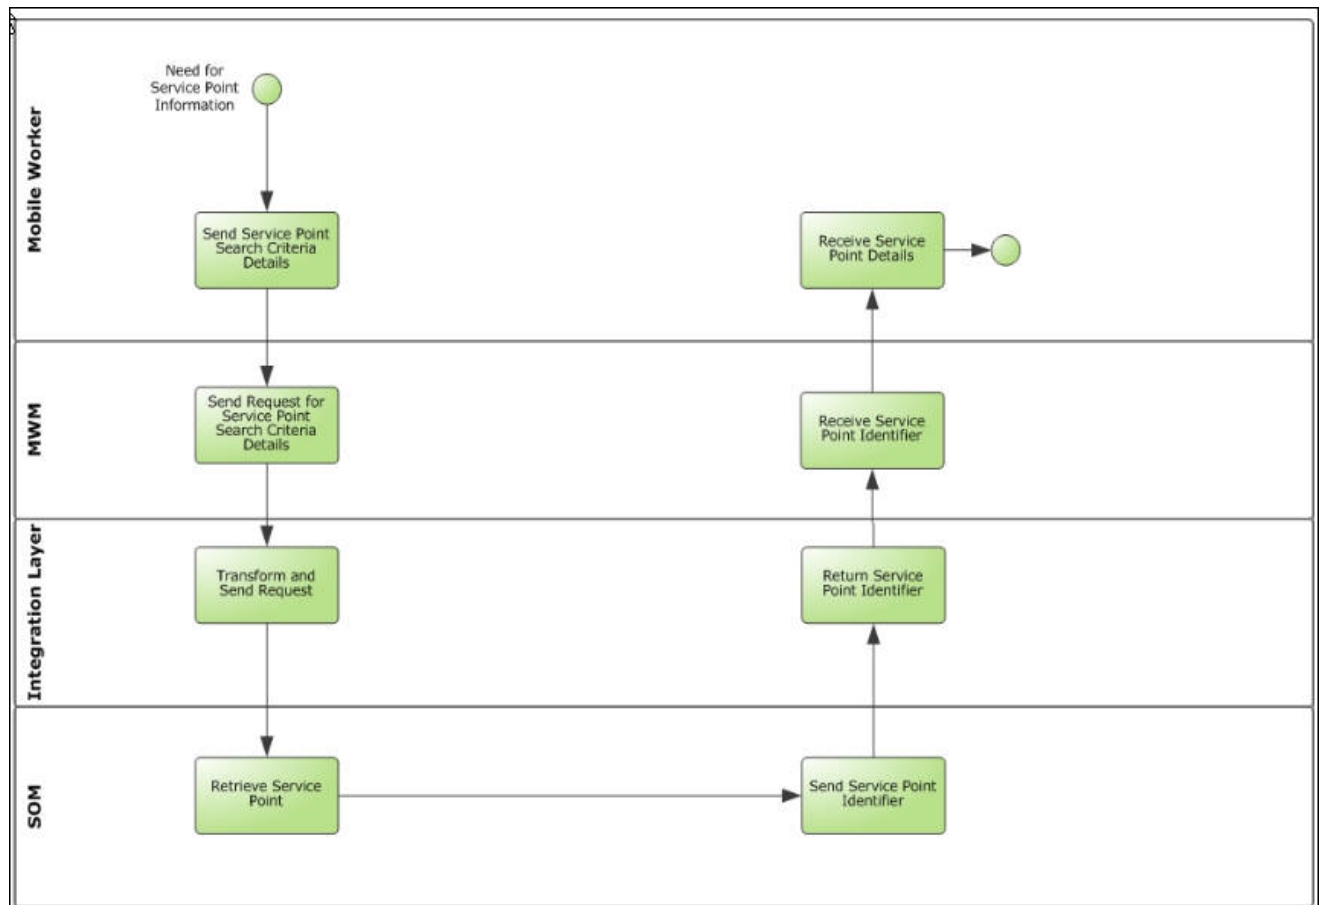 Need for
Service Point
Information
Mobile Worker
Send Service Point
Search Criteria
Details
Receive Service
Point Details
MWM
Send Request for
Service Point
Search Criteria
Details
Receive Service
Point Identifier
Integration Layer
Transform and
Send Request
Return Service
Point Identifier
SOM
Retrieve Service
Point
Send Service Point
Identifier